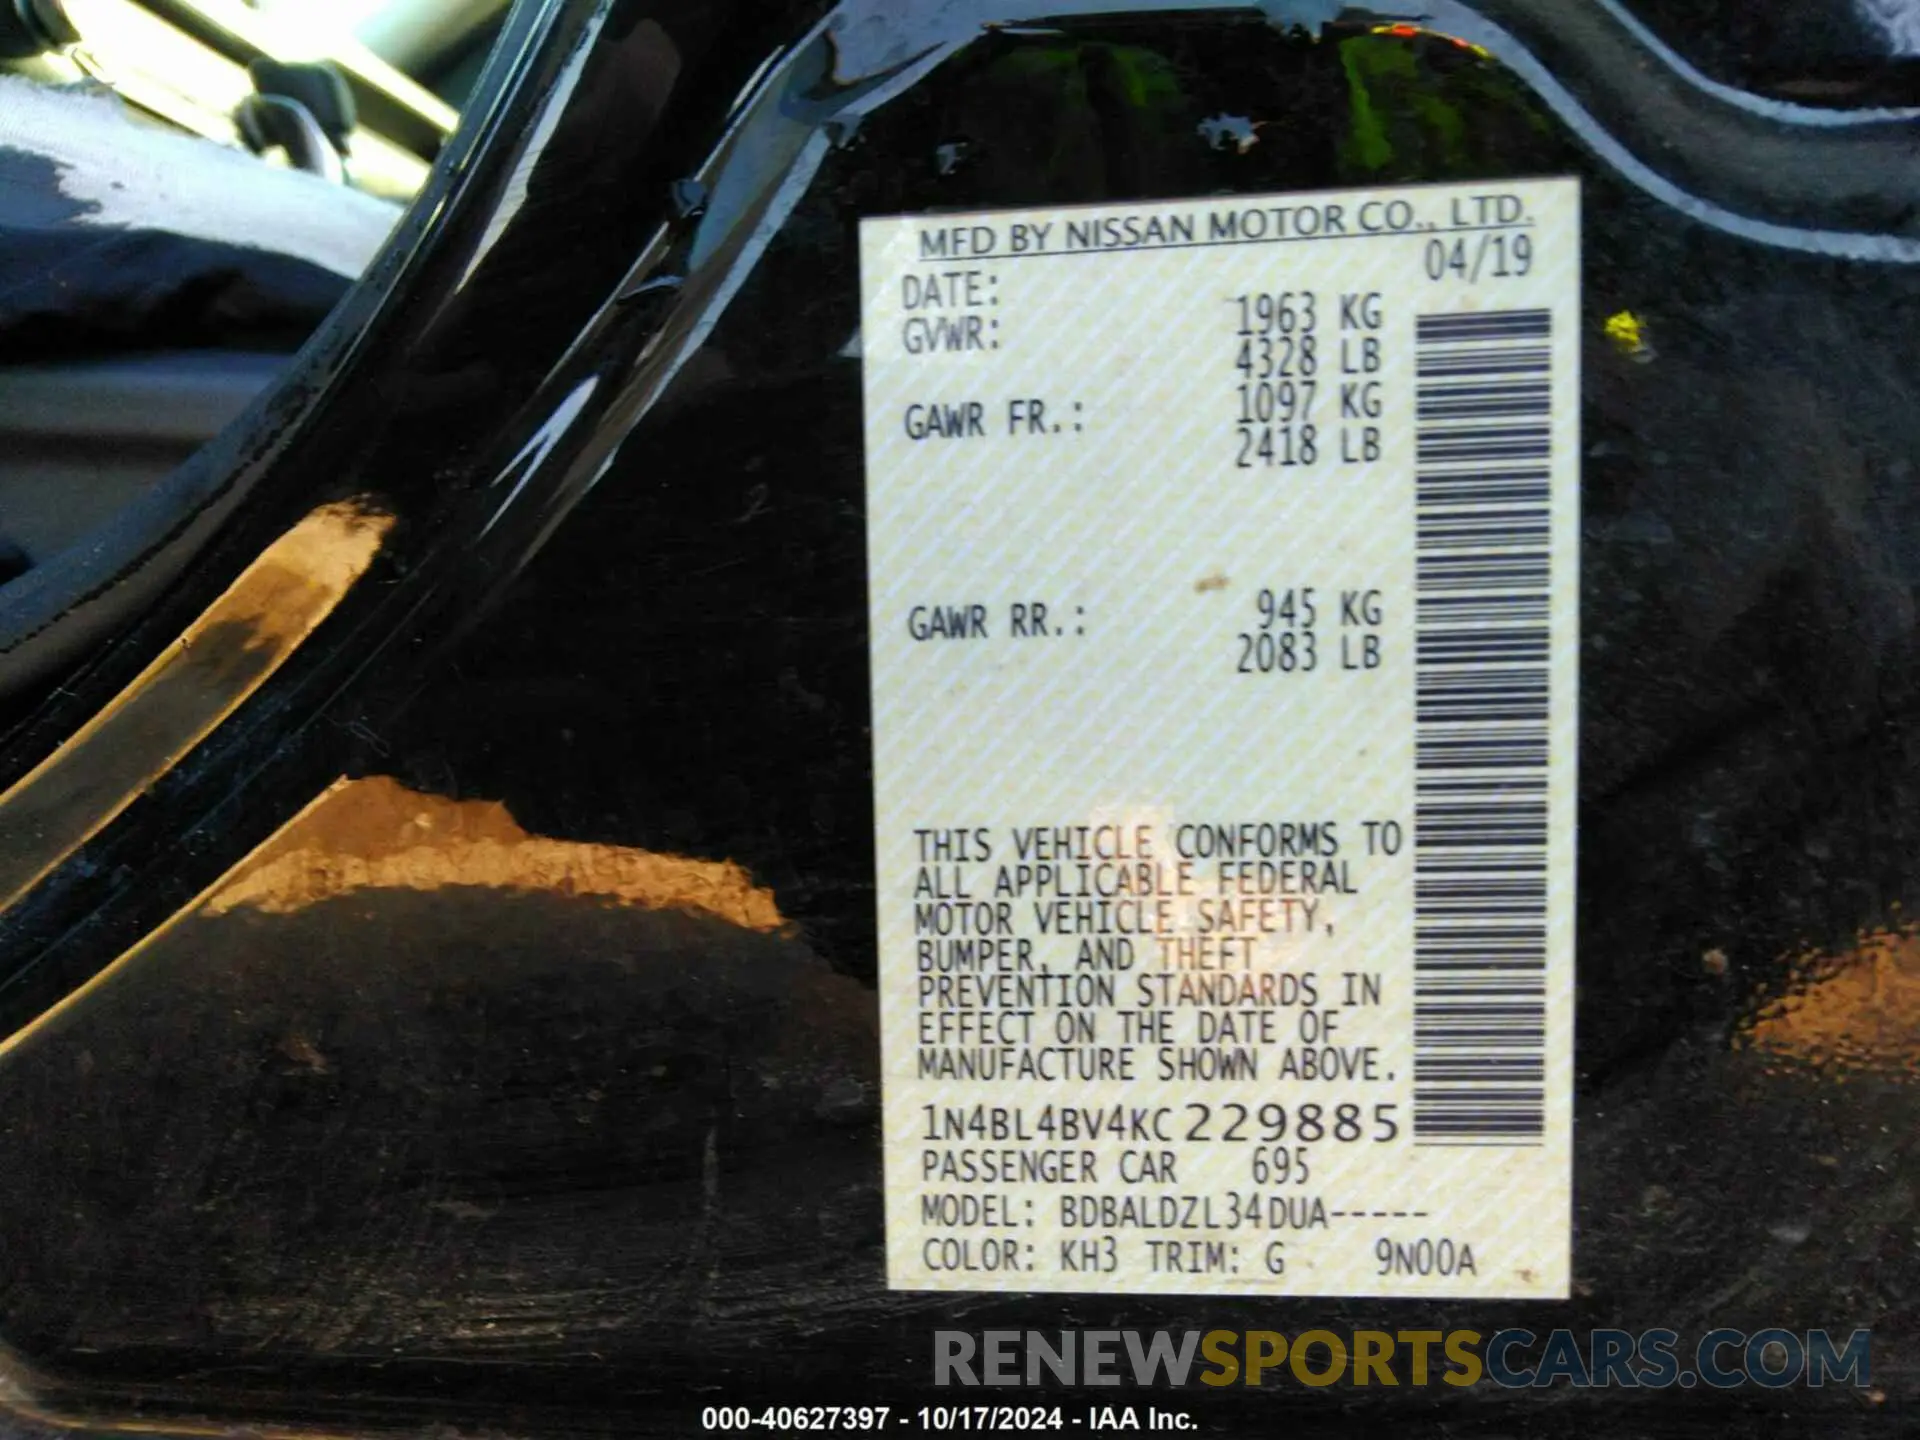 MFD BY NISSAN MOTOR CO., LTD.
DATE: 04/19
GVWR: 1963 KG
4328 LB
GAWR FR.: 1097 KG
2418 LB
GAWR RR.: 945 KG
2083 LB
THIS VEHICLE CONFORMS TO
ALL APPLICABLE FEDERAL
MOTOR VEHICLE SAFETY,
BUMPER, AND THEFT
PREVENTION STANDARDS IN
EFFECT ON THE DATE OF
MANUFACTURE SHOWN ABOVE.
1N4BL4BV4KC229885
PASSENGER CAR 695
MODEL: BDBALDZL34DUA-----
COLOR: KH3 TRIM: G 9N00A
RENEWSPORTSCARS.COM
000-40627397 - 10/17/2024 - IAA Inc.